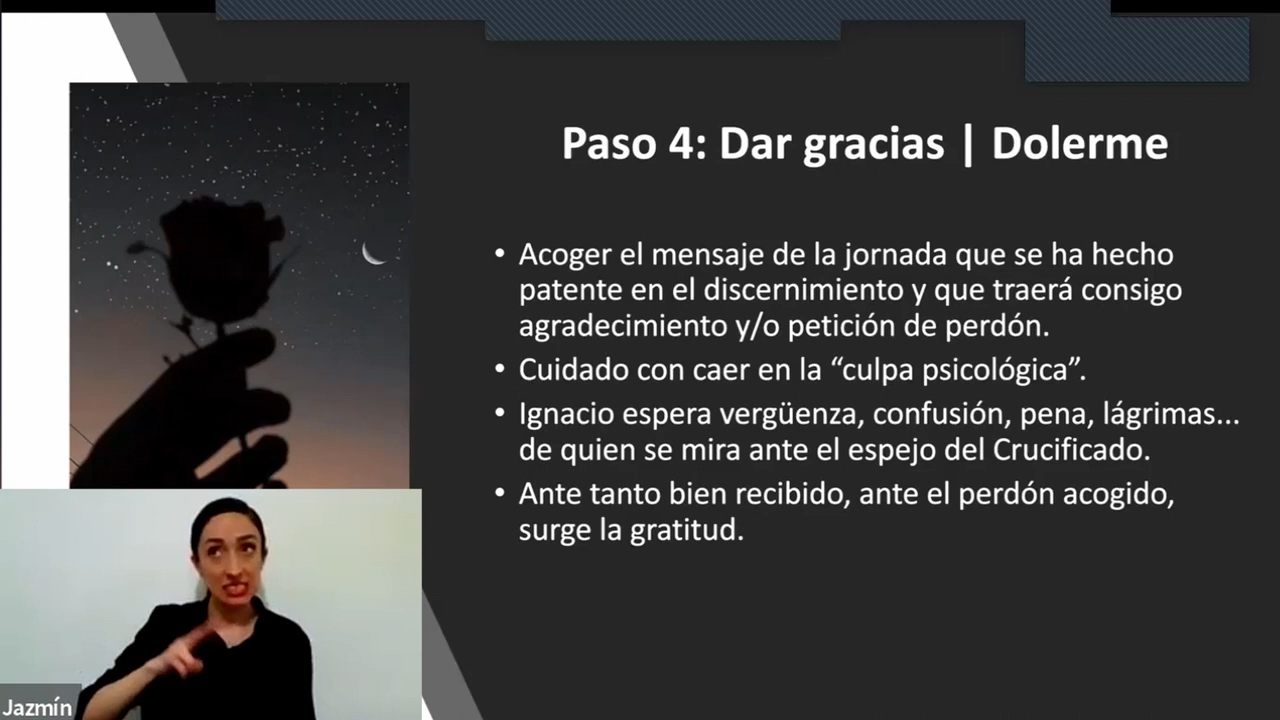 Paso 4: Dar gracias | Dolerme
• Acoger el mensaje de la jornada que se ha hecho
patente en el discernimiento y que traerá consigo
agradecimiento y/o petición de perdón.
• Cuidado con caer en la “culpa psicológica”.
• Ignacio espera vergüenza, confusión, pena, lágrimas...
de quien se mira ante el espejo del Crucificado.
• Ante tanto bien recibido, ante el perdón acogido,
surge la gratitud.
Jazmín